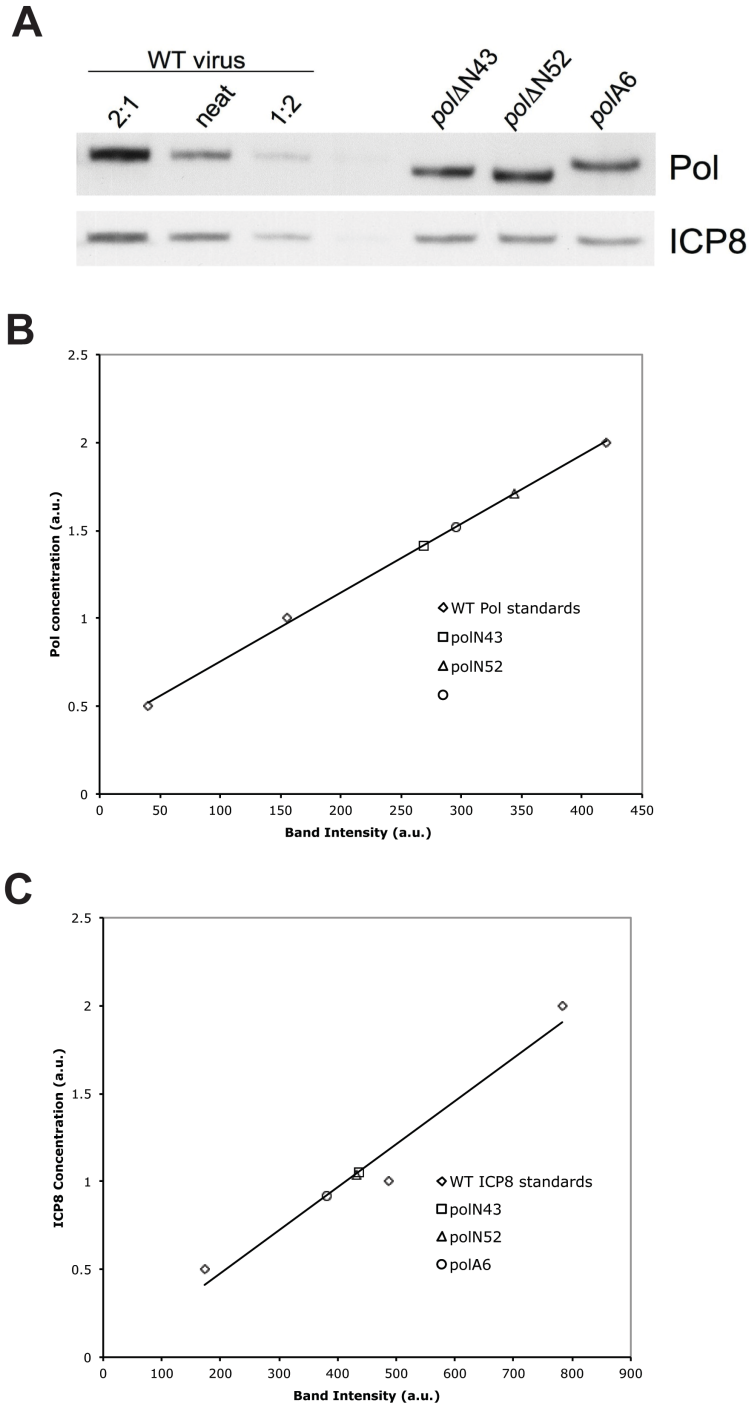 A
WT virus
2:1 neat 1:2 polΔN43 polΔN52 polA6
Pol
ICP8
B
2.5
2
1.5
1
0.5
0
Pol concentration (a.u.)
WT Pol standards
polN43
polN52
0 50 100 150 200 250 300 350 400 450
Band Intensity (a.u.)
C
2.5
2
1.5
1
0.5
0
ICP8 Concentration (a.u.)
WT ICP8 standards
polN43
polN52
polA6
0 100 200 300 400 500 600 700 800 900
Band Intensity (a.u.)